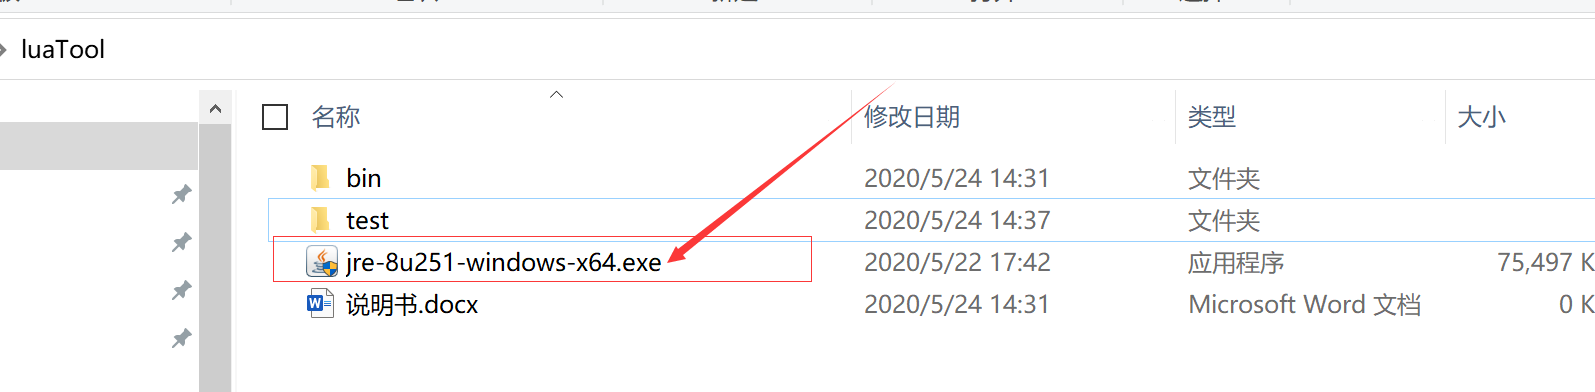 luaTool
名称 修改日期 类型 大小
bin 2020/5/24 14:31 文件夹
test 2020/5/24 14:37 文件夹
jre-8u251-windows-x64.exe 2020/5/22 17:42 应用程序 75,497 K
说明书.docx 2020/5/24 14:31 Microsoft Word 文档 0 K